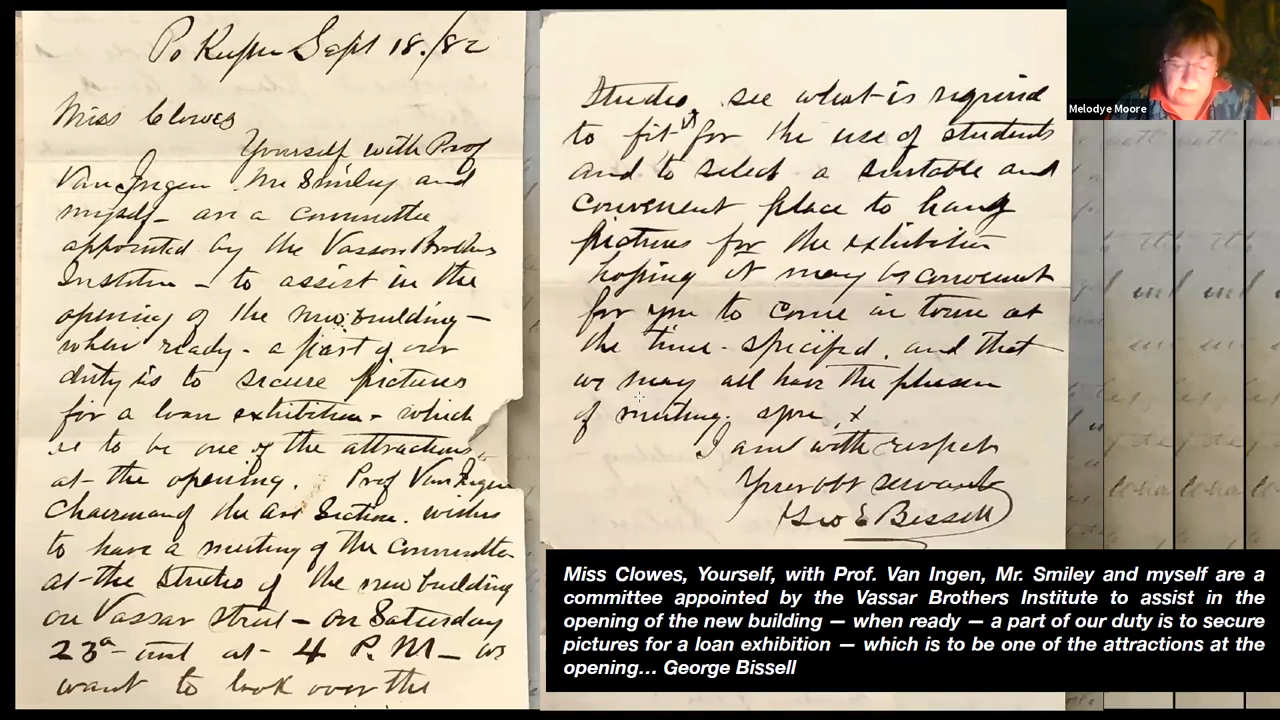 Po'Kupsie Sept 18./82
Miss Clowes
Yourself with Prof
Van Ingen Mr Smiley and
myself - are a committee
appointed by the Vassar Brothers
Institute - to assist in the
opening of the new building -
when ready - a part of our
duty is to secure pictures
for a loan exhibition - which
is to be one of the attractions
at - the opening. Prof Van Ingen
Chairman of the Art Section. wishes
to have a meeting of the Committee
at - the Studio of the new building
on Vassar Street - on Saturday
23d inst at - 4 P. M - we
want to look over the
Studio, see what is required
to fit it for the use of students
and to select a suitable and
convenient place to hang
pictures for the exhibition
hoping it may be convenient
for you to come in town at
the time - specified. and that
we may all have the pleasure
of meeting.
I am with respect
Your obt servant
Geo E Bissell
Melodye Moore
Miss Clowes, Yourself, with Prof. Van Ingen, Mr. Smiley and myself are a
committee appointed by the Vassar Brothers Institute to assist in the
opening of the new building — when ready — a part of our duty is to secure
pictures for a loan exhibition — which is to be one of the attractions at the
opening... George Bissell